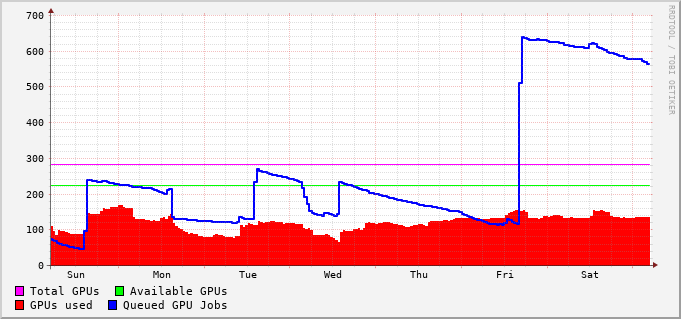 700
600
500
400
300
200
100
0
Sun Mon Tue Wed Thu Fri Sat
Total GPUs Available GPUs
GPUs used Queued GPU Jobs
RRDTOOL / TOBI OETIKER